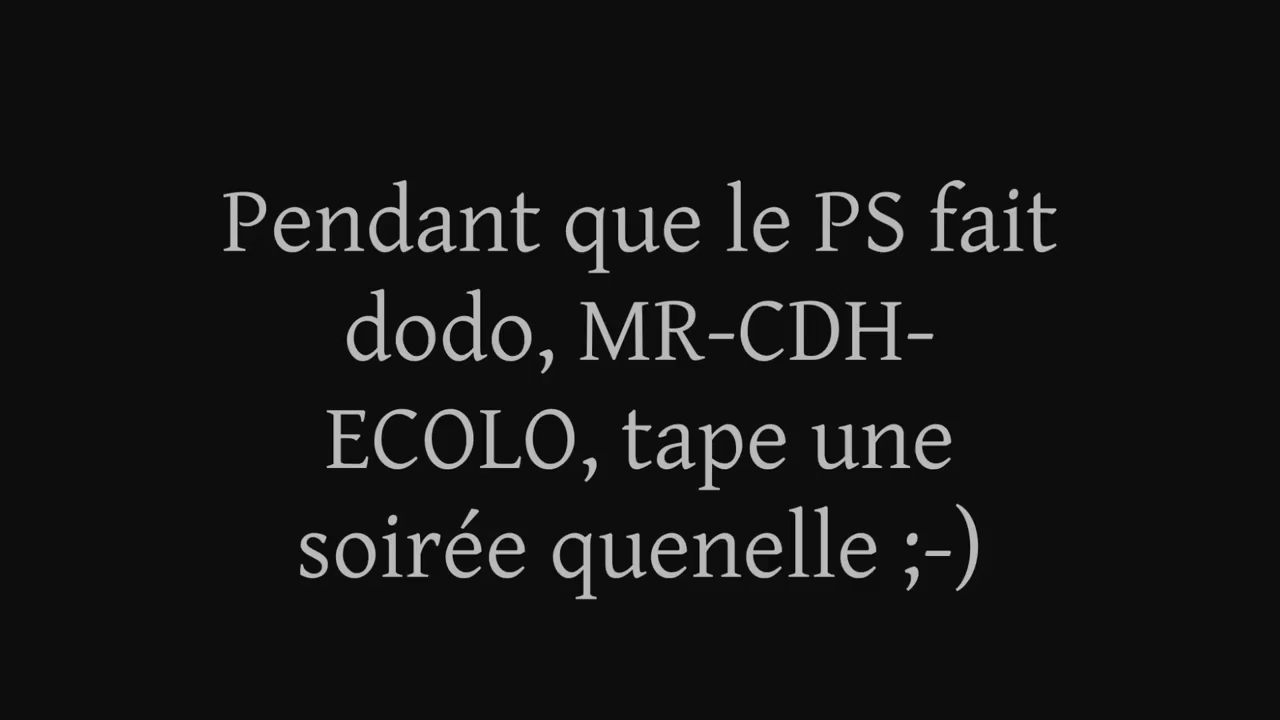 Pendant que le PS fait
dodo, MR-CDH-
ECOLO, tape une
soirée quenelle ;-)